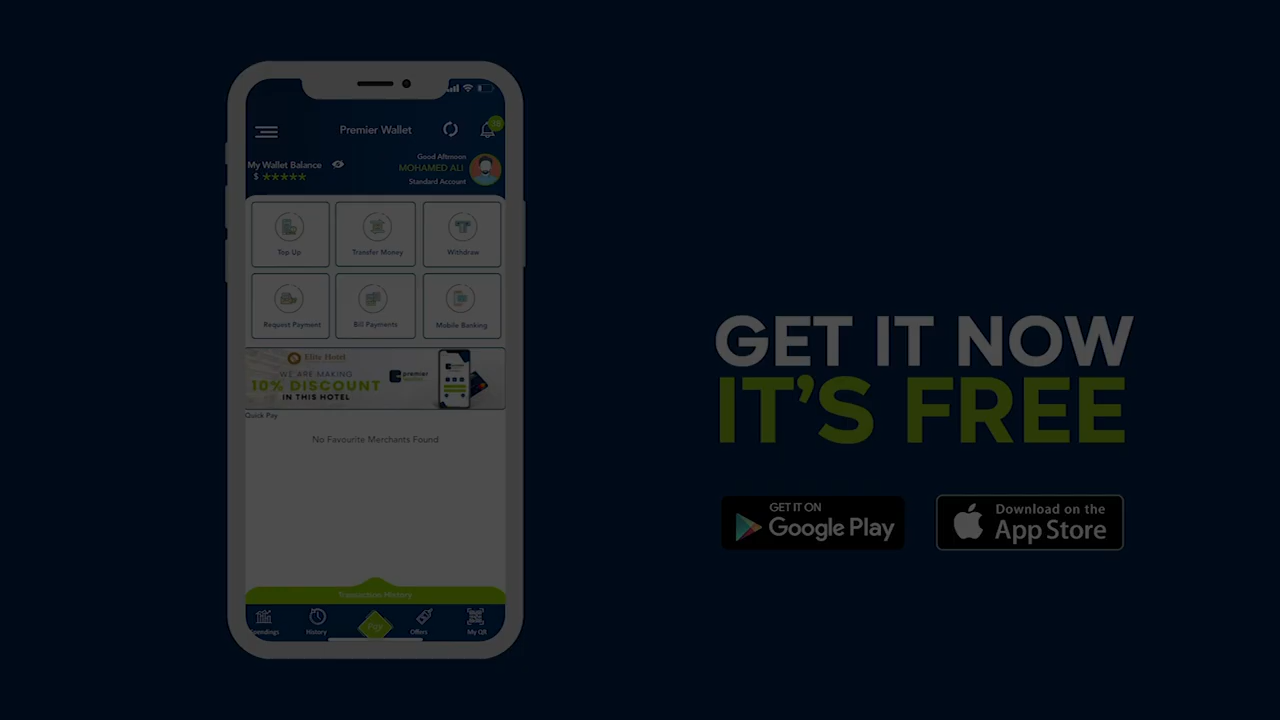 Premier Wallet
38
My Wallet Balance
$ *****
Good Afternoon
MOHAMED ALI
Standard Account
Top Up
Transfer Money
Withdraw
Request Payment
Bill Payments
Mobile Banking
Elite Hotel
WE ARE MAKING
10% DISCOUNT
IN THIS HOTEL
premier
Quick Pay
No Favourite Merchants Found
Transaction History
Spendings
History
Pay
Offers
My QR
GET IT NOW
IT'S FREE
GET IT ON
Google Play
Download on the
App Store